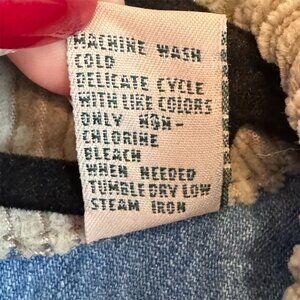 MACHINE WASH
COLD
DELICATE CYCLE
WITH LIKE COLORS
ONLY NON-
CHLORINE
BLEACH
WHEN NEEDED
TUMBLE DRY LOW
STEAM IRON